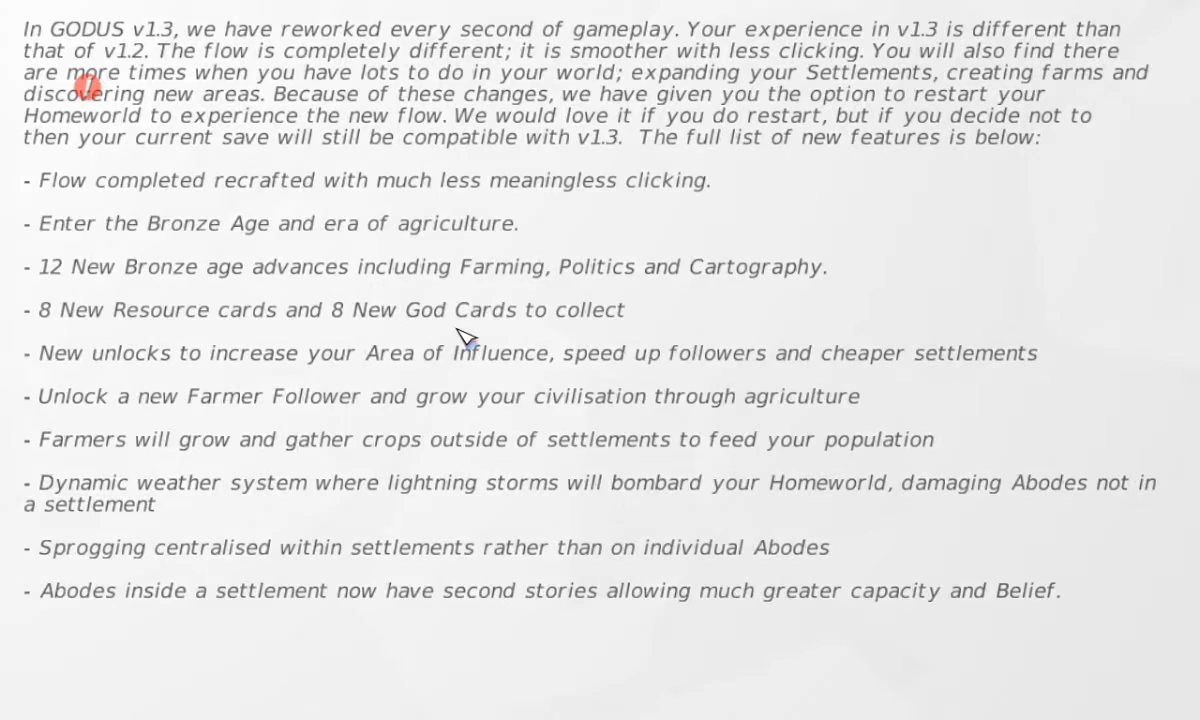 In GODUS v1.3, we have reworked every second of gameplay. Your experience in v1.3 is different than
that of v1.2. The flow is completely different; it is smoother with less clicking. You will also find there
are more times when you have lots to do in your world; expanding your Settlements, creating farms and
discovering new areas. Because of these changes, we have given you the option to restart your
Homeworld to experience the new flow. We would love it if you do restart, but if you decide not to
then your current save will still be compatible with v1.3. The full list of new features is below:
- Flow completed recrafted with much less meaningless clicking.
- Enter the Bronze Age and era of agriculture.
- 12 New Bronze age advances including Farming, Politics and Cartography.
- 8 New Resource cards and 8 New God Cards to collect
- New unlocks to increase your Area of Influence, speed up followers and cheaper settlements
- Unlock a new Farmer Follower and grow your civilisation through agriculture
- Farmers will grow and gather crops outside of settlements to feed your population
- Dynamic weather system where lightning storms will bombard your Homeworld, damaging Abodes not in
a settlement
- Sprogging centralised within settlements rather than on individual Abodes
- Abodes inside a settlement now have second stories allowing much greater capacity and Belief.